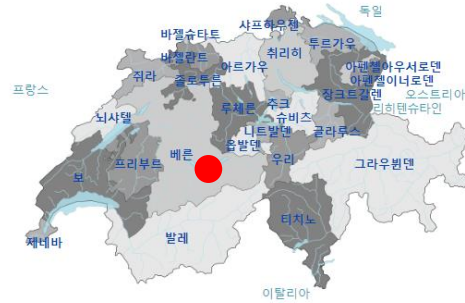 독일
샤프하우젠
바젤슈타트
투르가우
바젤란트
취리히
아르가우
아펜첼아우서로덴
쥐라
아펜첼이너로덴
졸로투른
프랑스
장크트갈렌
오스트리아
루체른
추크
리히텐슈타인
뇌샤텔
슈비츠
니트발덴
글라루스
옵발덴
베른
보
프리부르
우리
그라우뷘덴
티치노
발레
제네바
이탈리아